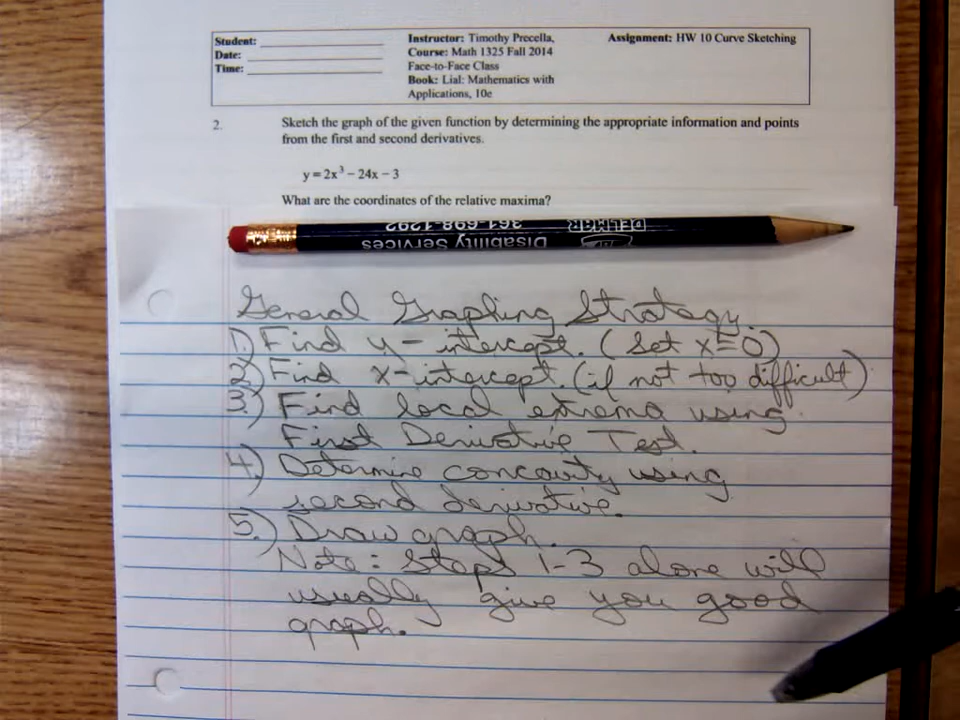 Student:
Date:
Time:
Instructor: Timothy Precella,
Course: Math 1325 Fall 2014
Face-to-Face Class
Book: Lial: Mathematics with
Applications, 10e
Assignment: HW 10 Curve Sketching
2. Sketch the graph of the given function by determining the appropriate information and points
from the first and second derivatives.
y = 2x³ − 24x − 3
What are the coordinates of the relative maxima?
DELMAR 361-698-1292
Disability Services
General Graphing Strategy.
1.) Find y-intercept. (Set x=0)
2.) Find x-intercept. (if not too difficult)
3.) Find local extrema using
First Derivative Test.
4.) Determine concavity using
second derivative.
5.) Draw graph.
Note: Steps 1-3 alone will
usually give you good
graph.